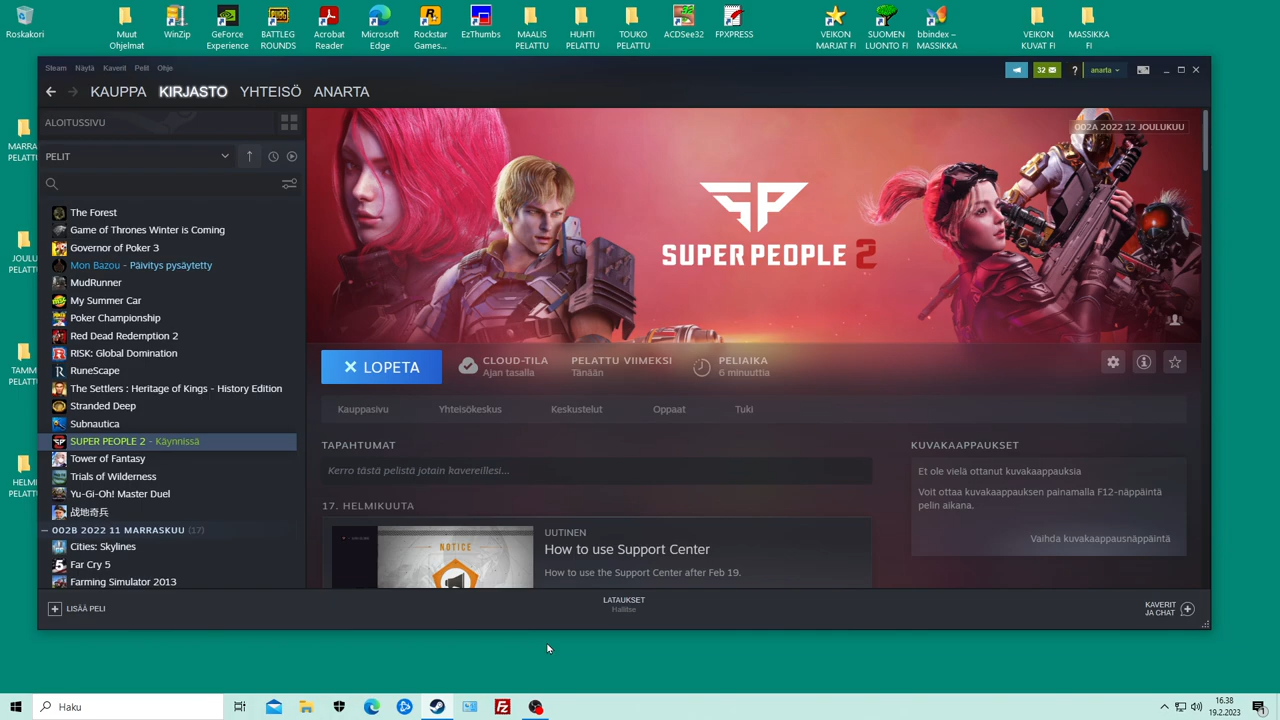 Roskakori
Muut
Ohjelmat
WinZip
GeForce
Experience
BATTLEG
ROUNDS
Acrobat
Reader
Microsoft
Edge
Rockstar
Games...
EzThumbs
MAALIS
PELATTU
HUHTI
PELATTU
TOUKO
PELATTU
ACDSee32
FPXPRESS
VEIKON
MARJAT FI
SUOMEN
LUONTO FI
bbindex –
MASSIKKA
VEIKON
KUVAT FI
MASSIKKA
FI
MARRA
PELATT
JOULU
PELATT
TAMM
PELATT
HELM
PELATT
Steam Näytä Kaverit Pelit Ohje
32 ? anarta
KAUPPA KIRJASTO YHTEISÖ ANARTA
ALOITUSSIVU
PELIT
The Forest
Game of Thrones Winter is Coming
Governor of Poker 3
Mon Bazou - Päivitys pysäytetty
MudRunner
My Summer Car
Poker Championship
Red Dead Redemption 2
RISK: Global Domination
RuneScape
The Settlers : Heritage of Kings - History Edition
Stranded Deep
Subnautica
SUPER PEOPLE 2 - Käynnissä
Tower of Fantasy
Trials of Wilderness
Yu-Gi-Oh! Master Duel
战地奇兵
002B 2022 11 MARRASKUU (17)
Cities: Skylines
Far Cry 5
Farming Simulator 2013
LISÄÄ PELI
002A 2022 12 JOULUKUU
SP
SUPER PEOPLE 2
LOPETA
CLOUD-TILA
Ajan tasalla
PELATTU VIIMEKSI
Tänään
PELIAIKA
6 minuuttia
Kauppasivu Yhteisökeskus Keskustelut Oppaat Tuki
TAPAHTUMAT
Kerro tästä pelistä jotain kavereillesi...
17. HELMIKUUTA
NOTICE
UUTINEN
How to use Support Center
How to use the Support Center after Feb 19.
KUVAKAAPPAUKSET
Et ole vielä ottanut kuvakaappauksia
Voit ottaa kuvakaappauksen painamalla F12-näppäintä
pelin aikana.
Vaihda kuvakaappausnäppäintä
LATAUKSET
Hallitse
KAVERIT
JA CHAT
Haku
16.38
19.2.2023
1